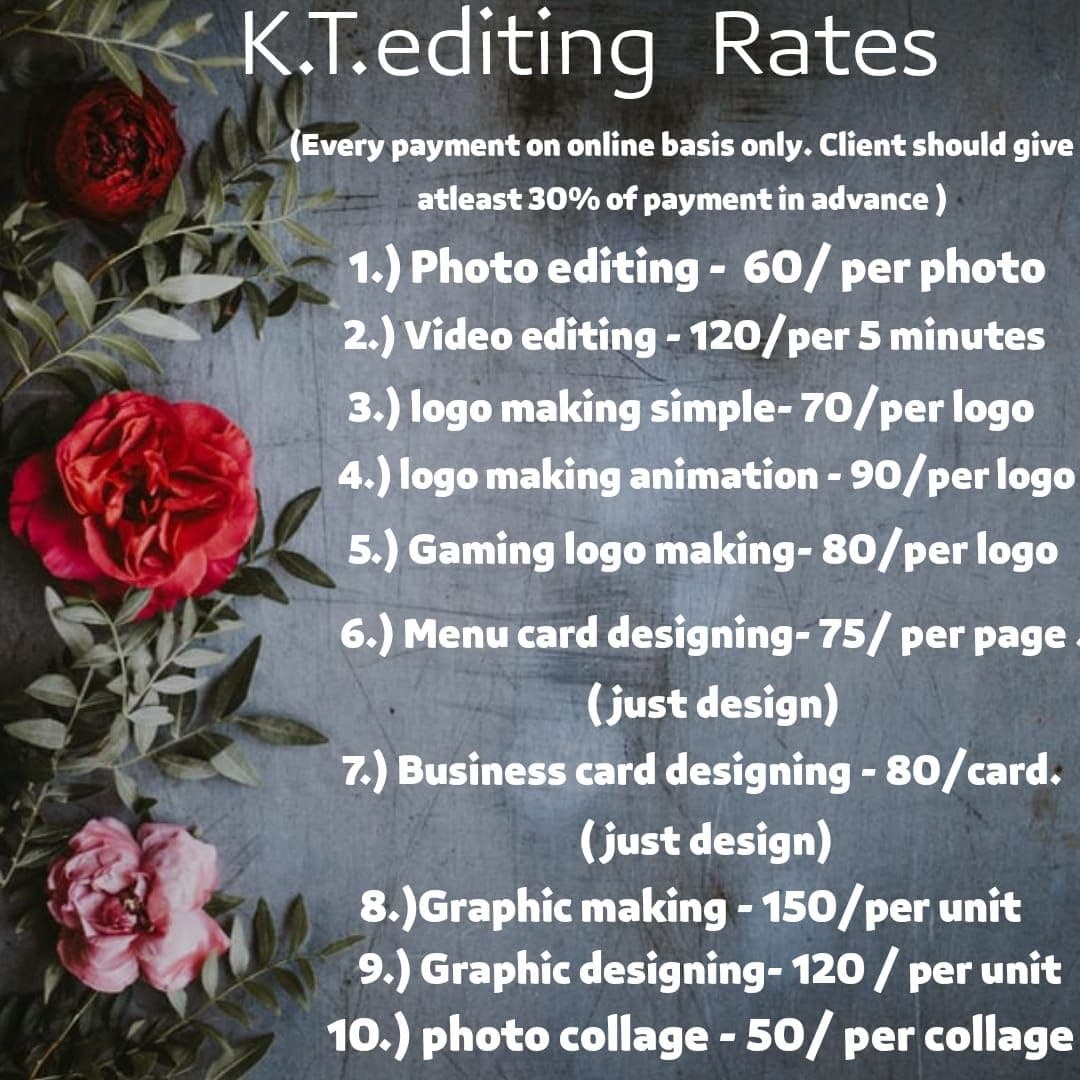 K.T.editing Rates
(Every payment on online basis only. Client should give
atleast 30% of payment in advance )
1.) Photo editing - 60/ per photo
2.) Video editing - 120/per 5 minutes
3.) logo making simple- 70/per logo
4.) logo making animation - 90/per logo
5.) Gaming logo making- 80/per logo
6.) Menu card designing- 75/ per page .
(just design)
7.) Business card designing - 80/card.
(just design)
8.)Graphic making - 150/per unit
9.) Graphic designing- 120 / per unit
10.) photo collage - 50/ per collage